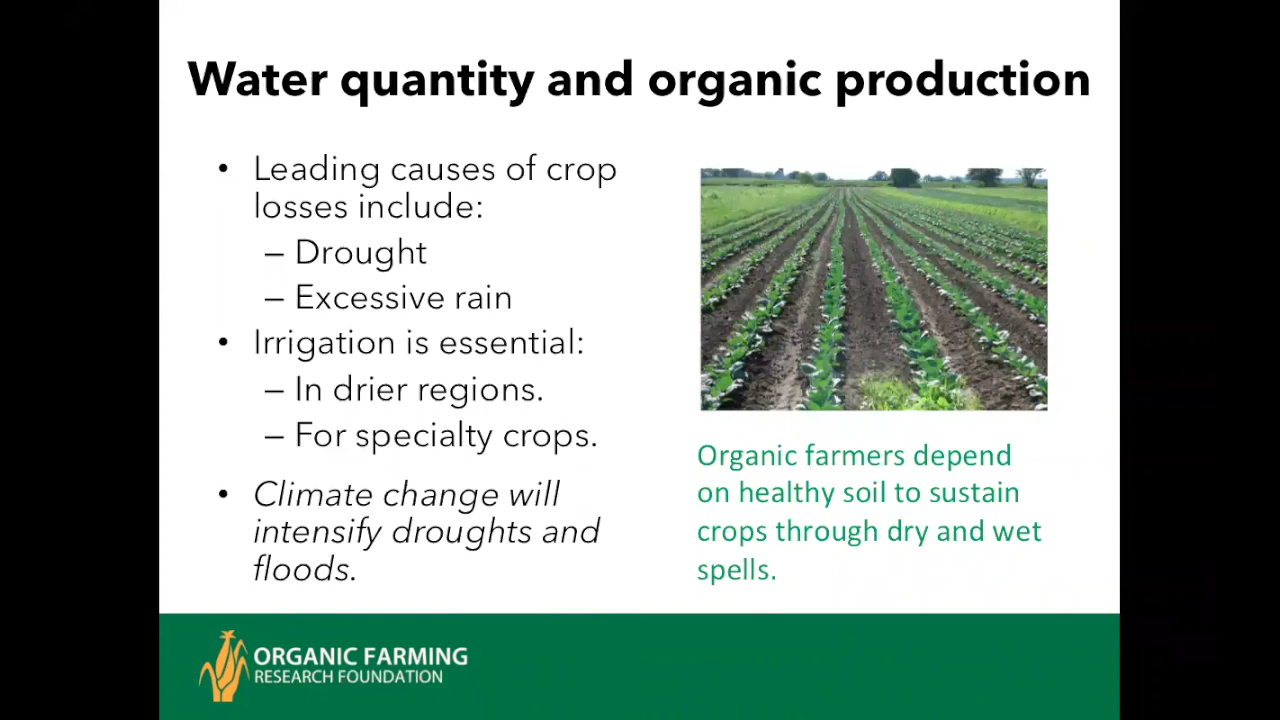 Water quantity and organic production
• Leading causes of crop
losses include:
– Drought
– Excessive rain
• Irrigation is essential:
– In drier regions.
– For specialty crops.
• Climate change will
intensify droughts and
floods.
Organic farmers depend
on healthy soil to sustain
crops through dry and wet
spells.
ORGANIC FARMING
RESEARCH FOUNDATION